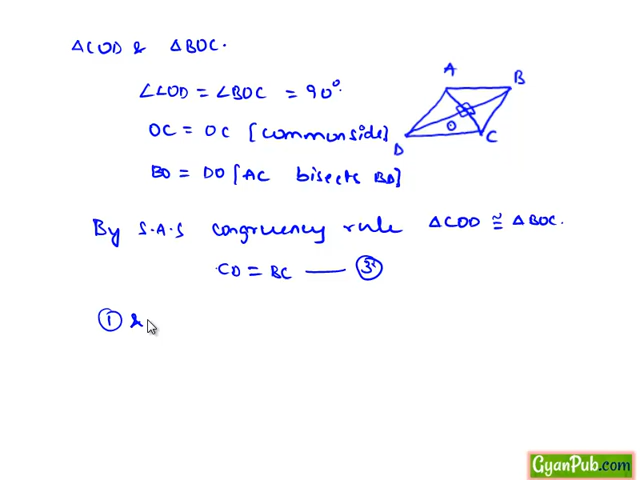 ΔCOD & ΔBOC.
∠LOD = ∠BOC = 90°.
OC = OC [common side]
BO = DO [AC bisects BD]
By S.A.S congruency rule ΔCOD ≅ ΔBOC.
CD = BC —— ③
① &
A
B
O
D
C
GyanPub.com